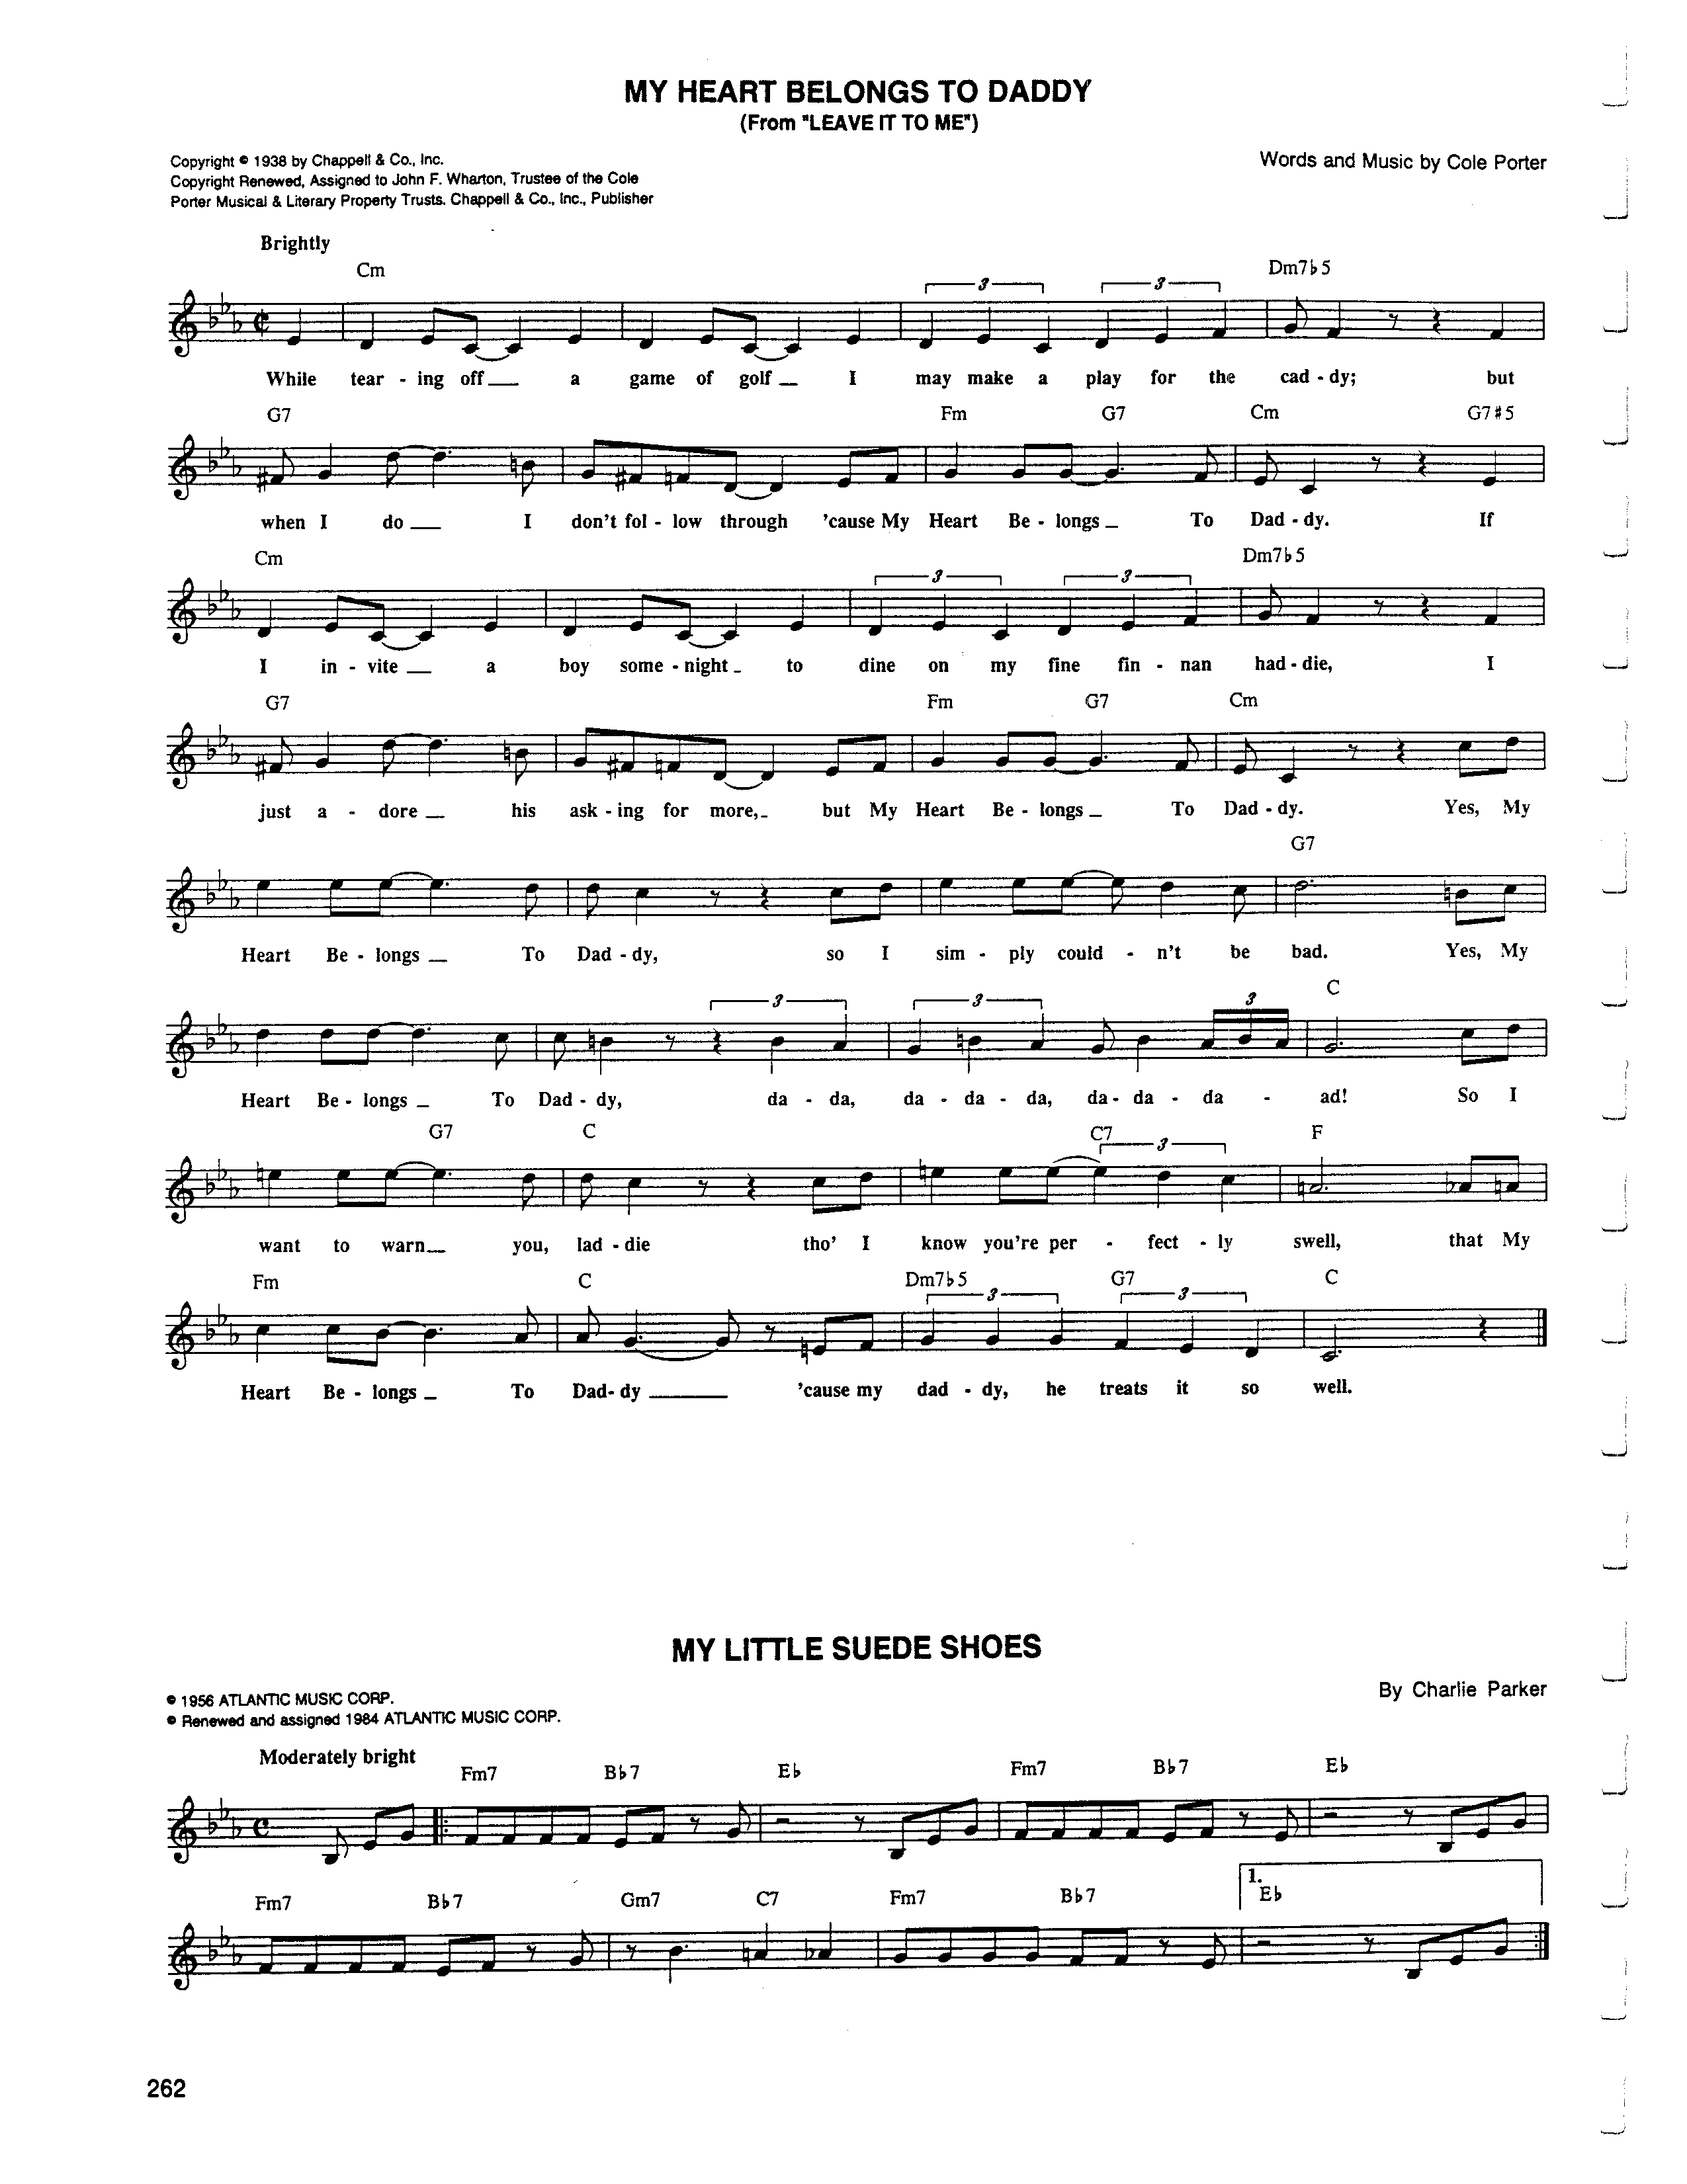 MY HEART BELONGS TO DADDY
(From "LEAVE IT TO ME")
Copyright © 1938 by Chappell & Co., Inc.
Copyright Renewed, Assigned to John F. Wharton, Trustee of the Cole
Porter Musical & Literary Property Trusts. Chappell & Co., Inc., Publisher
Words and Music by Cole Porter
Brightly
Cm Dm7♭5
3 3
While tear - ing off a game of golf I may make a play for the cad - dy; but
G7 Fm G7 Cm G7#5
when I do I don't fol - low through 'cause My Heart Be - longs To Dad - dy. If
Cm Dm7♭5
3 3
I in - vite a boy some - night to dine on my fine fin - nan had - die, I
G7 Fm G7 Cm
just a - dore his ask - ing for more, but My Heart Be - longs To Dad - dy. Yes, My
G7
Heart Be - longs To Dad - dy, so I sim - ply could - n't be bad. Yes, My
C
3 3 3
Heart Be - longs To Dad - dy, da - da, da - da - da, da - da - da - ad! So I
G7 C C7 F
3
want to warn you, lad - die tho' I know you're per - fect - ly swell, that My
Fm C Dm7♭5 G7 C
3 3
Heart Be - longs To Dad - dy 'cause my dad - dy, he treats it so well.
MY LITTLE SUEDE SHOES
© 1956 ATLANTIC MUSIC CORP.
© Renewed and assigned 1984 ATLANTIC MUSIC CORP.
By Charlie Parker
Moderately bright
Fm7 B♭7 E♭ Fm7 B♭7 E♭
1.
Fm7 B♭7 Gm7 C7 Fm7 B♭7 E♭
262